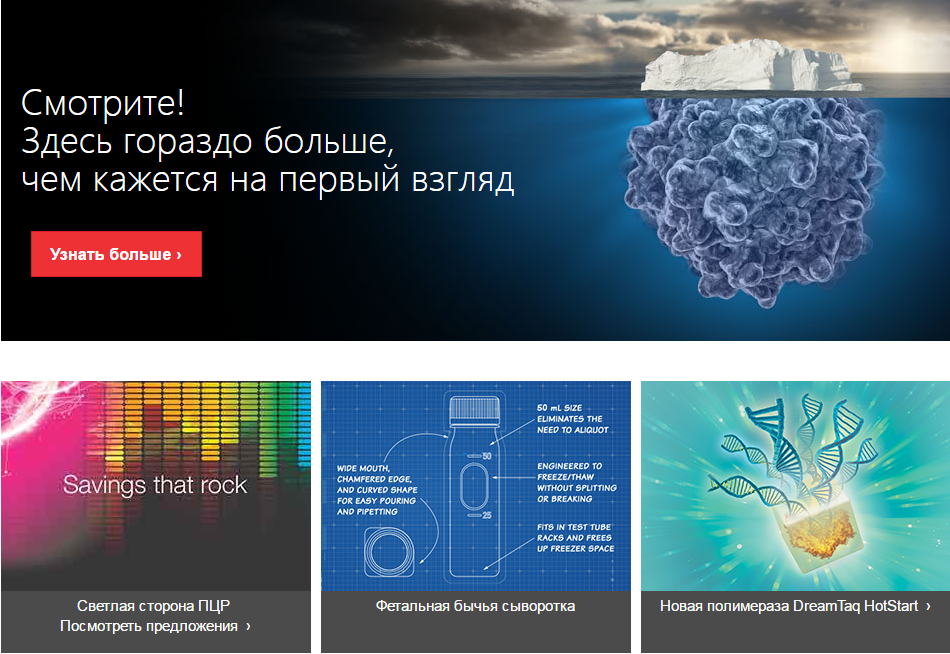 Смотрите!
Здесь гораздо больше,
чем кажется на первый взгляд
Узнать больше ›
Savings that rock
Светлая сторона ПЦР
Посмотреть предложения ›
50 mL SIZE
ELIMINATES THE
NEED TO ALIQUOT
50
WIDE MOUTH,
CHAMFERED EDGE,
AND CURVED SHAPE
FOR EASY POURING
AND PIPETTING
ENGINEERED TO
FREEZE/THAW
WITHOUT SPLITTING
OR BREAKING
25
FITS IN TEST TUBE
RACKS AND FREES
UP FREEZER SPACE
Фетальная бычья сыворотка
Новая полимераза DreamTaq HotStart ›